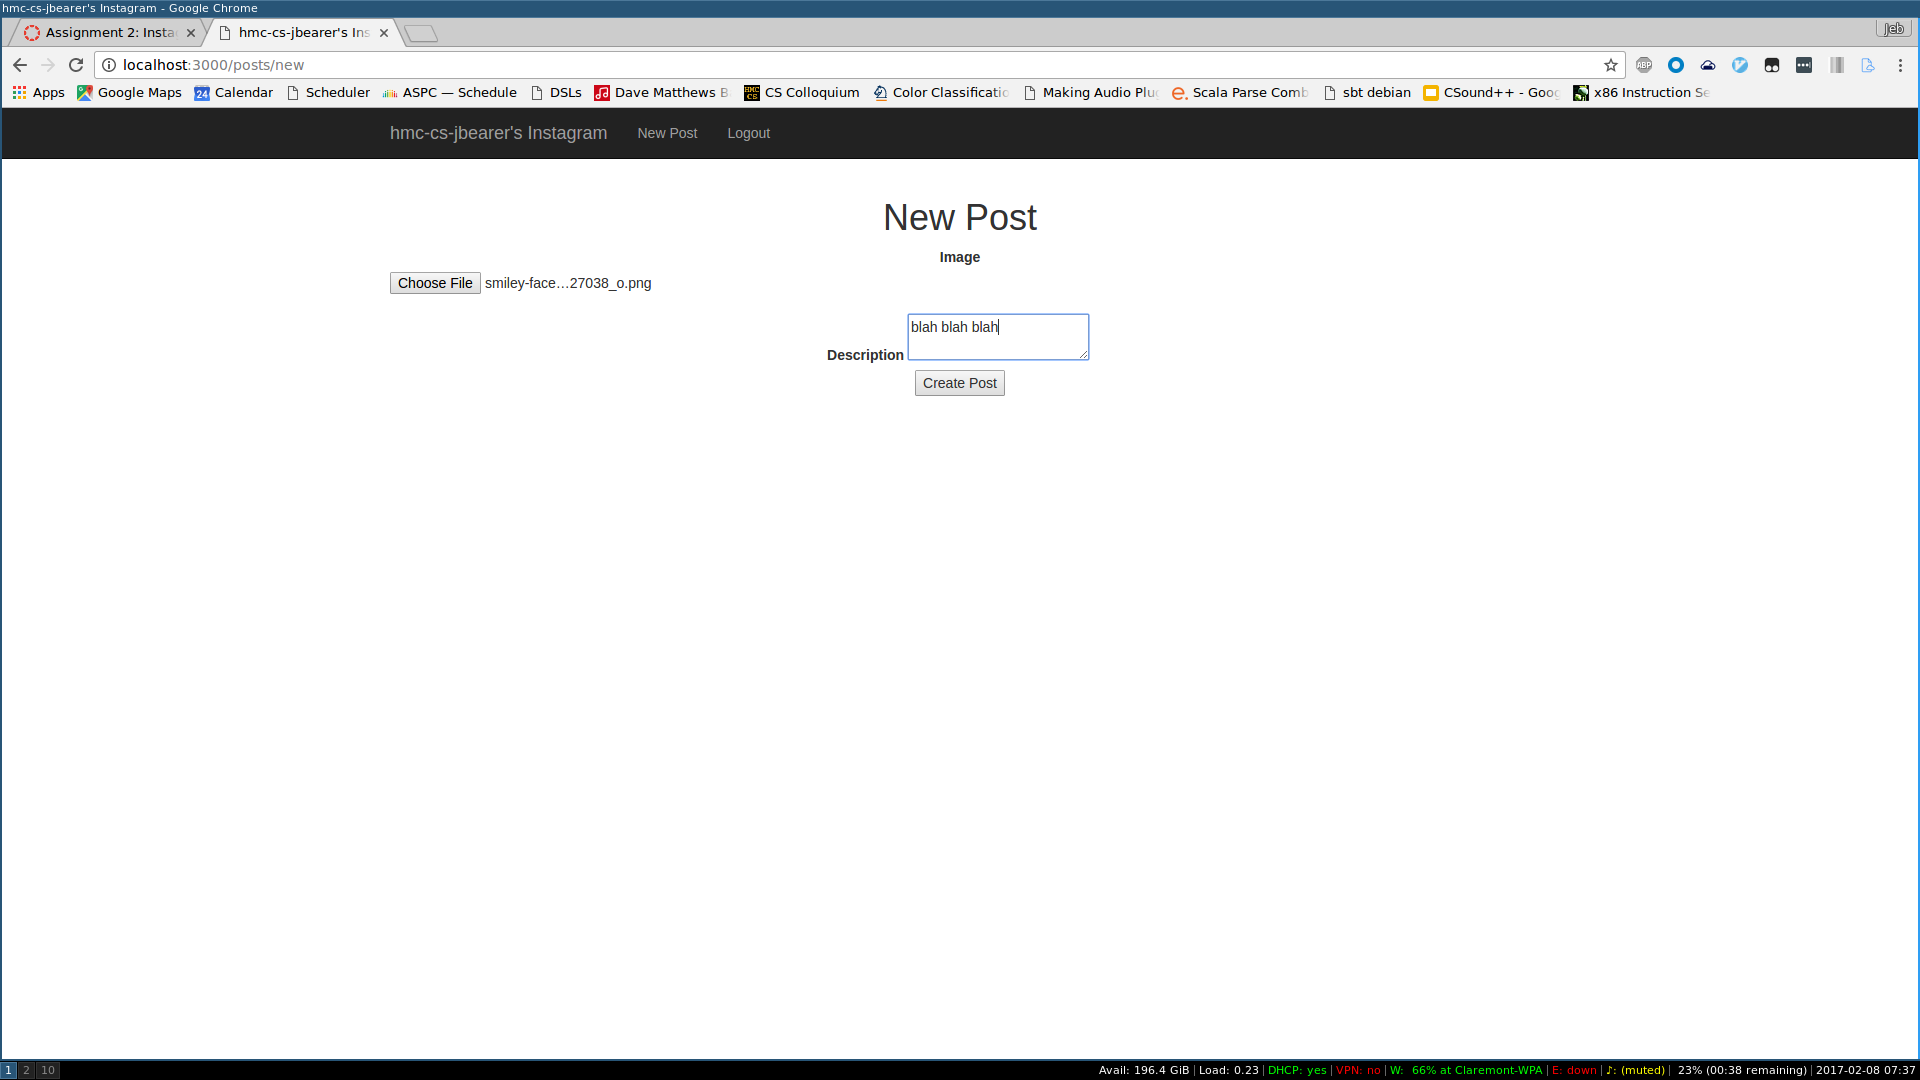 hmc-cs-jbearer's Instagram - Google Chrome
Assignment 2: Insta
hmc-cs-jbearer's Ins
Jeb
localhost:3000/posts/new
ABP
Apps
Google Maps
24 Calendar
Scheduler
ASPC — Schedule
DSLs
Dave Matthews B
HMC CS CS Colloquium
Color Classificatio
Making Audio Plu
Scala Parse Comb
sbt debian
CSound++ - Goog
x86 Instruction Se
hmc-cs-jbearer's Instagram
New Post
Logout
New Post
Image
Choose File smiley-face...27038_o.png
blah blah blah
Description
Create Post
1 2 10
Avail: 196.4 GiB | Load: 0.23 | DHCP: yes | VPN: no | W: 66% at Claremont-WPA | E: down | ♪: (muted) | 23% (00:38 remaining) | 2017-02-08 07:37